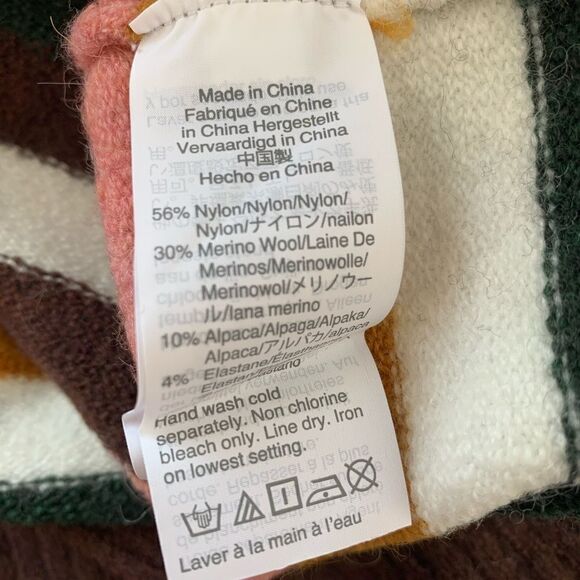 Made in China
Fabriqué en Chine
in China Hergestellt
Vervaardigd in China
中国製
Hecho en China
56% Nylon/Nylon/Nylon/
Nylon/ナイロン/nailon
30% Merino Wool/Laine De
Merinos/Merinowolle/
Merinowol/メリノウー
ル/lana merino
10% Alpaca/Alpaga/Alpaka/
Alpaca/アルパカ/alpaca
4% Elastane/Élasthanne/
Hand wash cold
separately. Non chlorine
bleach only. Line dry. Iron
on lowest setting.
Laver à la main à l'eau